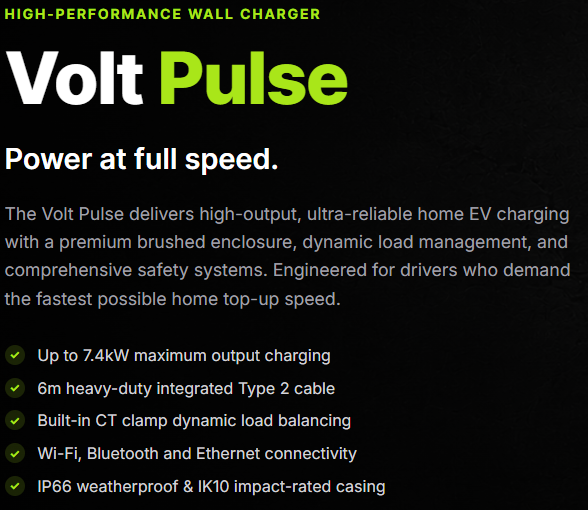 HIGH-PERFORMANCE WALL CHARGER
Volt Pulse
Power at full speed.
The Volt Pulse delivers high-output, ultra-reliable home EV charging
with a premium brushed enclosure, dynamic load management, and
comprehensive safety systems. Engineered for drivers who demand
the fastest possible home top-up speed.
Up to 7.4kW maximum output charging
6m heavy-duty integrated Type 2 cable
Built-in CT clamp dynamic load balancing
Wi-Fi, Bluetooth and Ethernet connectivity
IP66 weatherproof & IK10 impact-rated casing